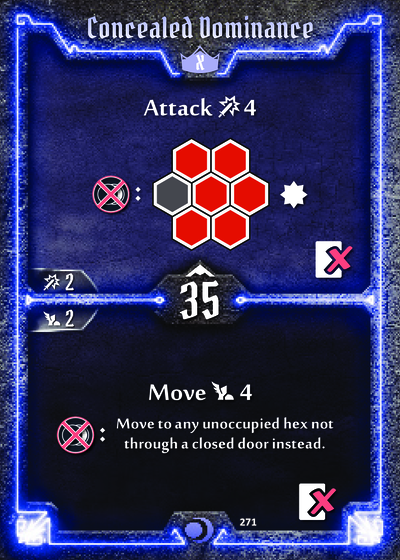 Concealed Dominance
X
Attack 4
:
2
35
2
Move 4
: Move to any unoccupied hex not
through a closed door instead.
271